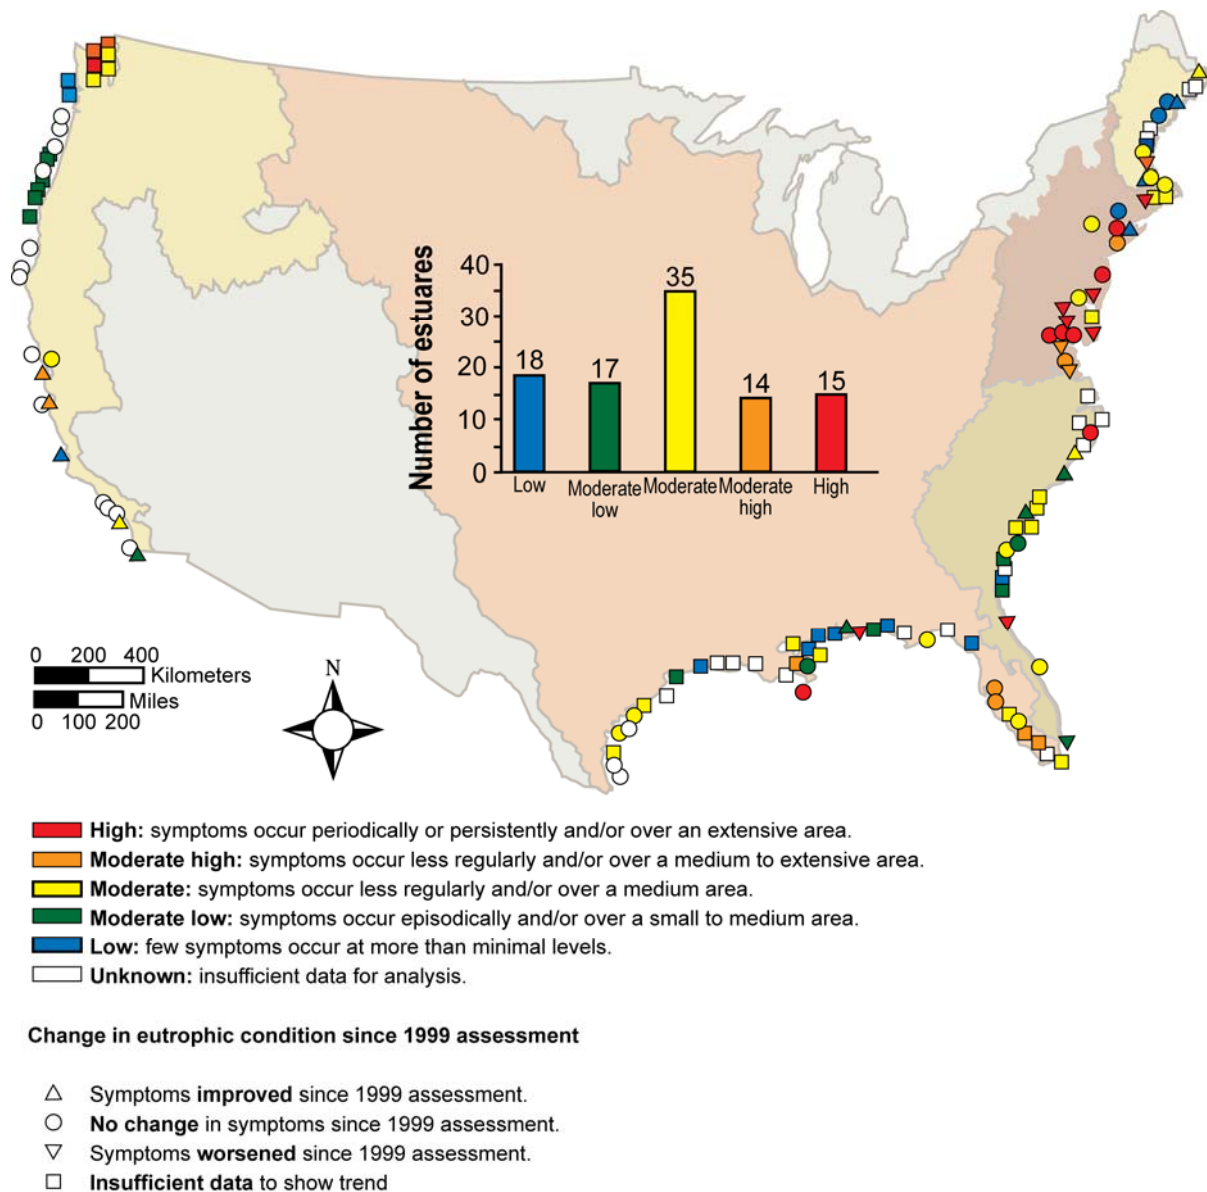 Number of estuares
40
30
20
10
0
18
17
35
14
15
Low
Moderate low
Moderate
Moderate high
High
0 200 400
Kilometers
Miles
0 100 200
N
High: symptoms occur periodically or persistently and/or over an extensive area.
Moderate high: symptoms occur less regularly and/or over a medium to extensive area.
Moderate: symptoms occur less regularly and/or over a medium area.
Moderate low: symptoms occur episodically and/or over a small to medium area.
Low: few symptoms occur at more than minimal levels.
Unknown: insufficient data for analysis.
Change in eutrophic condition since 1999 assessment
Symptoms improved since 1999 assessment.
No change in symptoms since 1999 assessment.
Symptoms worsened since 1999 assessment.
Insufficient data to show trend